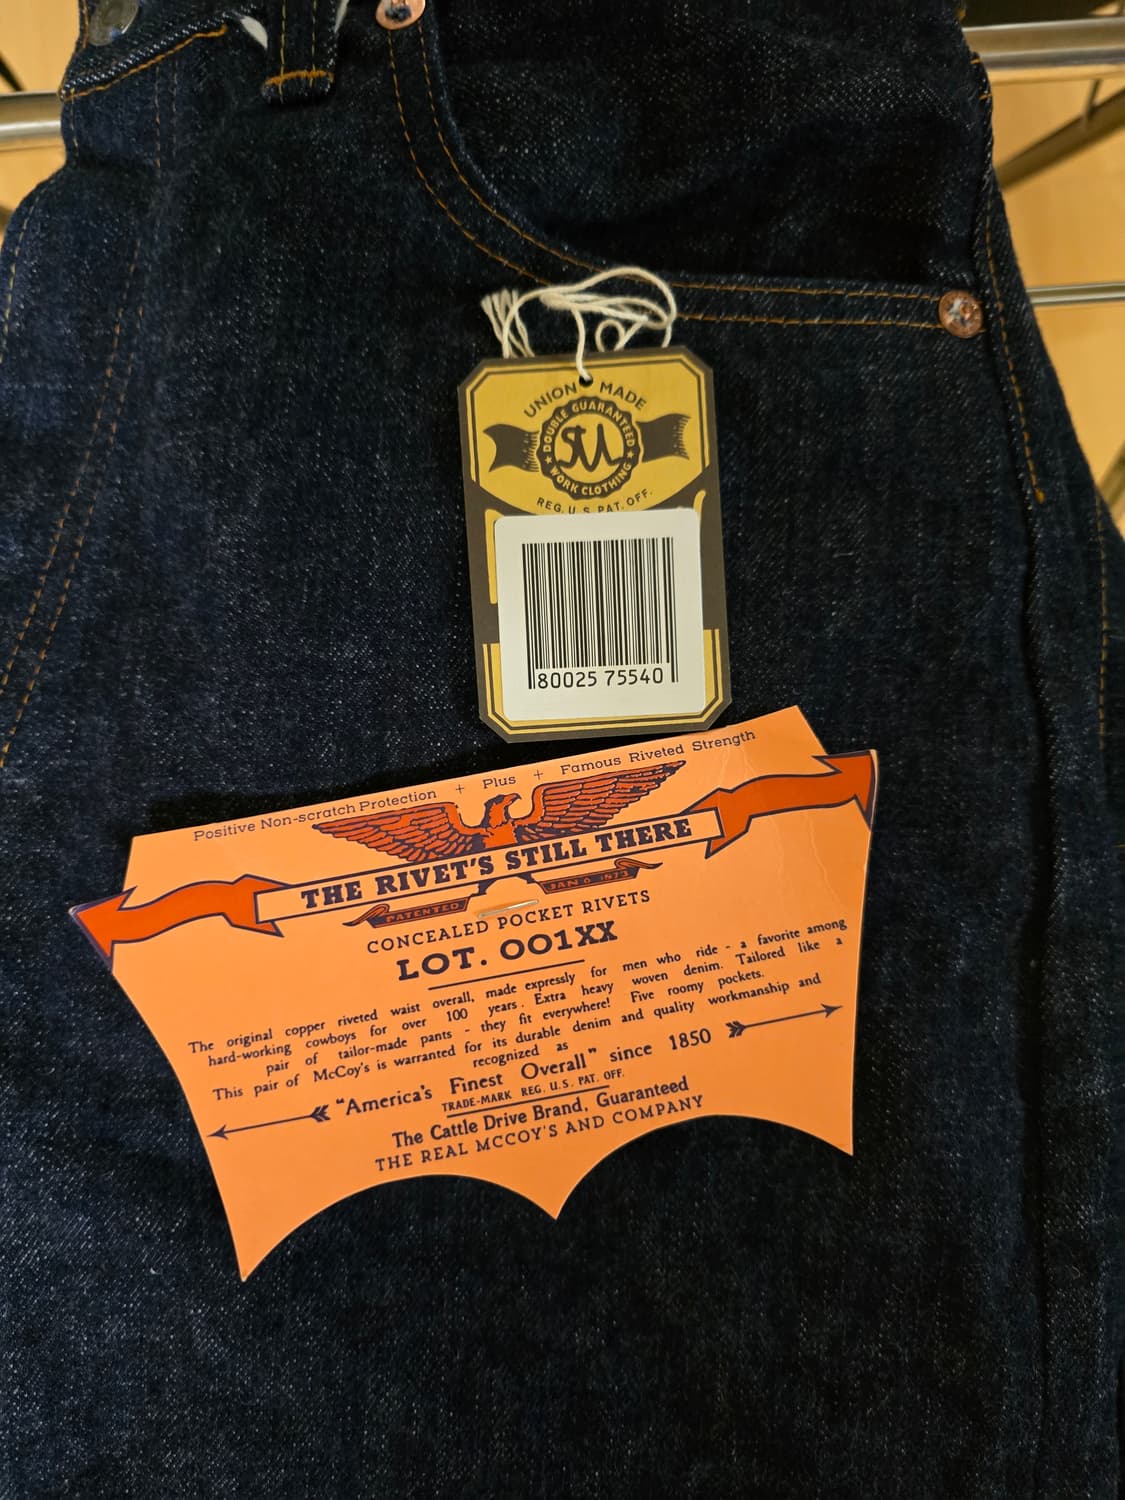 UNION MADE
DOUBLE GUARANTEED
JM
WORK CLOTHING
REG. U.S. PAT. OFF.
80025 75540
Positive Non-scratch Protection + Plus + Famous Riveted Strength
THE RIVET'S STILL THERE
PATENTED JAN 6 1873
CONCEALED POCKET RIVETS
LOT. 001XX
The original copper riveted waist overall, made expressly for men who ride - a favorite among
hard-working cowboys for over 100 years. Extra heavy woven denim. Tailored like a
pair of tailor-made pants - they fit everywhere! Five roomy pockets.
This pair of McCoy's is warranted for its durable denim and quality workmanship and
recognized as
"America's Finest Overall" since 1850
TRADE-MARK REG. U.S. PAT. OFF.
The Cattle Drive Brand, Guaranteed
THE REAL MCCOY'S AND COMPANY